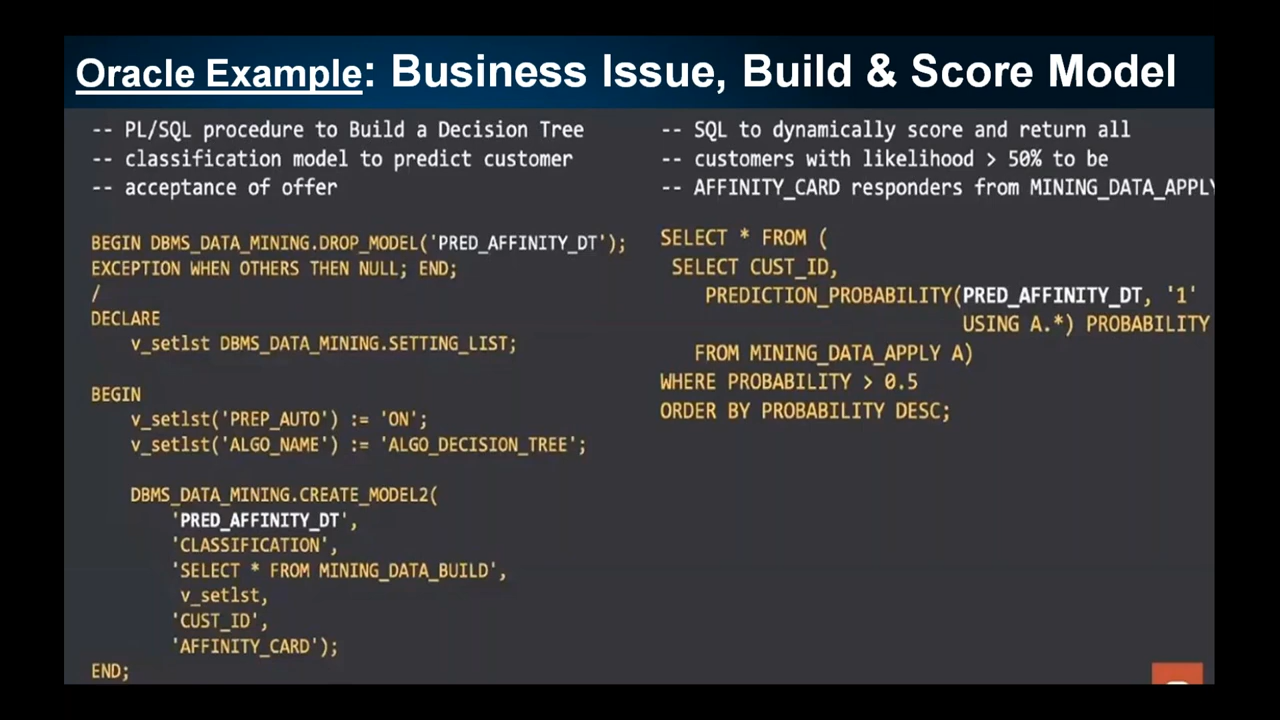 Oracle Example: Business Issue, Build & Score Model
-- PL/SQL procedure to Build a Decision Tree
-- classification model to predict customer
-- acceptance of offer
BEGIN DBMS_DATA_MINING.DROP_MODEL('PRED_AFFINITY_DT');
EXCEPTION WHEN OTHERS THEN NULL; END;
/
DECLARE
v_setlst DBMS_DATA_MINING.SETTING_LIST;
BEGIN
v_setlst('PREP_AUTO') := 'ON';
v_setlst('ALGO_NAME') := 'ALGO_DECISION_TREE';
DBMS_DATA_MINING.CREATE_MODEL2(
'PRED_AFFINITY_DT',
'CLASSIFICATION',
'SELECT * FROM MINING_DATA_BUILD',
v_setlst,
'CUST_ID',
'AFFINITY_CARD');
END;
-- SQL to dynamically score and return all
-- customers with likelihood > 50% to be
-- AFFINITY_CARD responders from MINING_DATA_APPLY
SELECT * FROM (
SELECT CUST_ID,
PREDICTION_PROBABILITY(PRED_AFFINITY_DT, '1'
USING A.*) PROBABILITY
FROM MINING_DATA_APPLY A)
WHERE PROBABILITY > 0.5
ORDER BY PROBABILITY DESC;